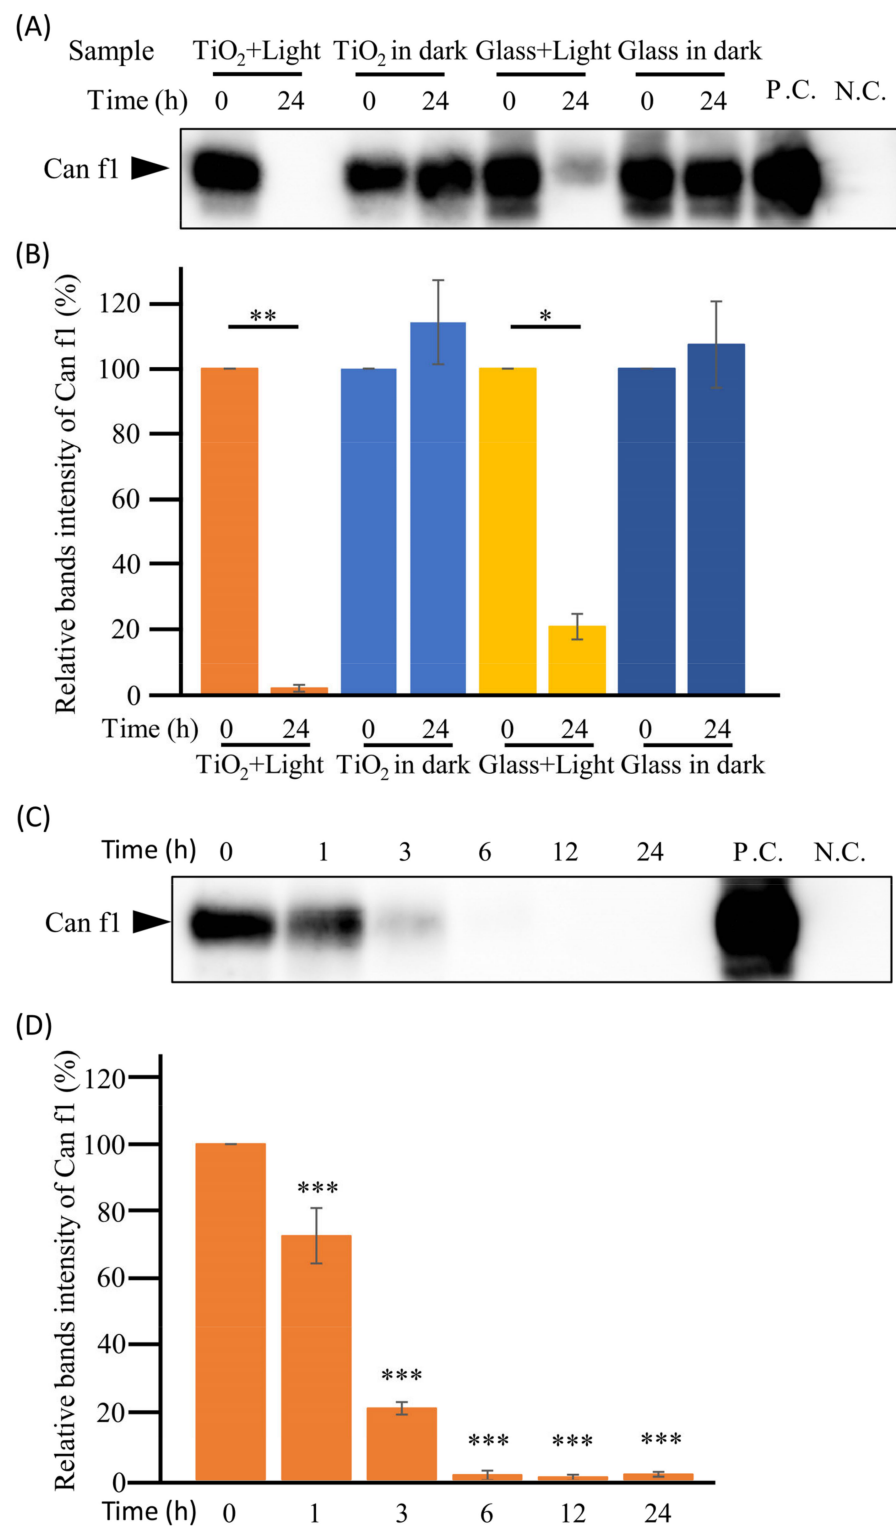 (A)
Sample TiO₂+Light TiO₂ in dark Glass+Light Glass in dark
Time (h) 0 24 0 24 0 24 0 24 P.C. N.C.
Can f1
(B)
Relative bands intensity of Can f1 (%)
120
100
80
60
40
20
0
** *
Time (h) 0 24 0 24 0 24 0 24
TiO₂+Light TiO₂ in dark Glass+Light Glass in dark
(C)
Time (h) 0 1 3 6 12 24 P.C. N.C.
Can f1
(D)
Relative bands intensity of Can f1 (%)
120
100
80
60
40
20
0
***
***
*** *** ***
Time (h) 0 1 3 6 12 24